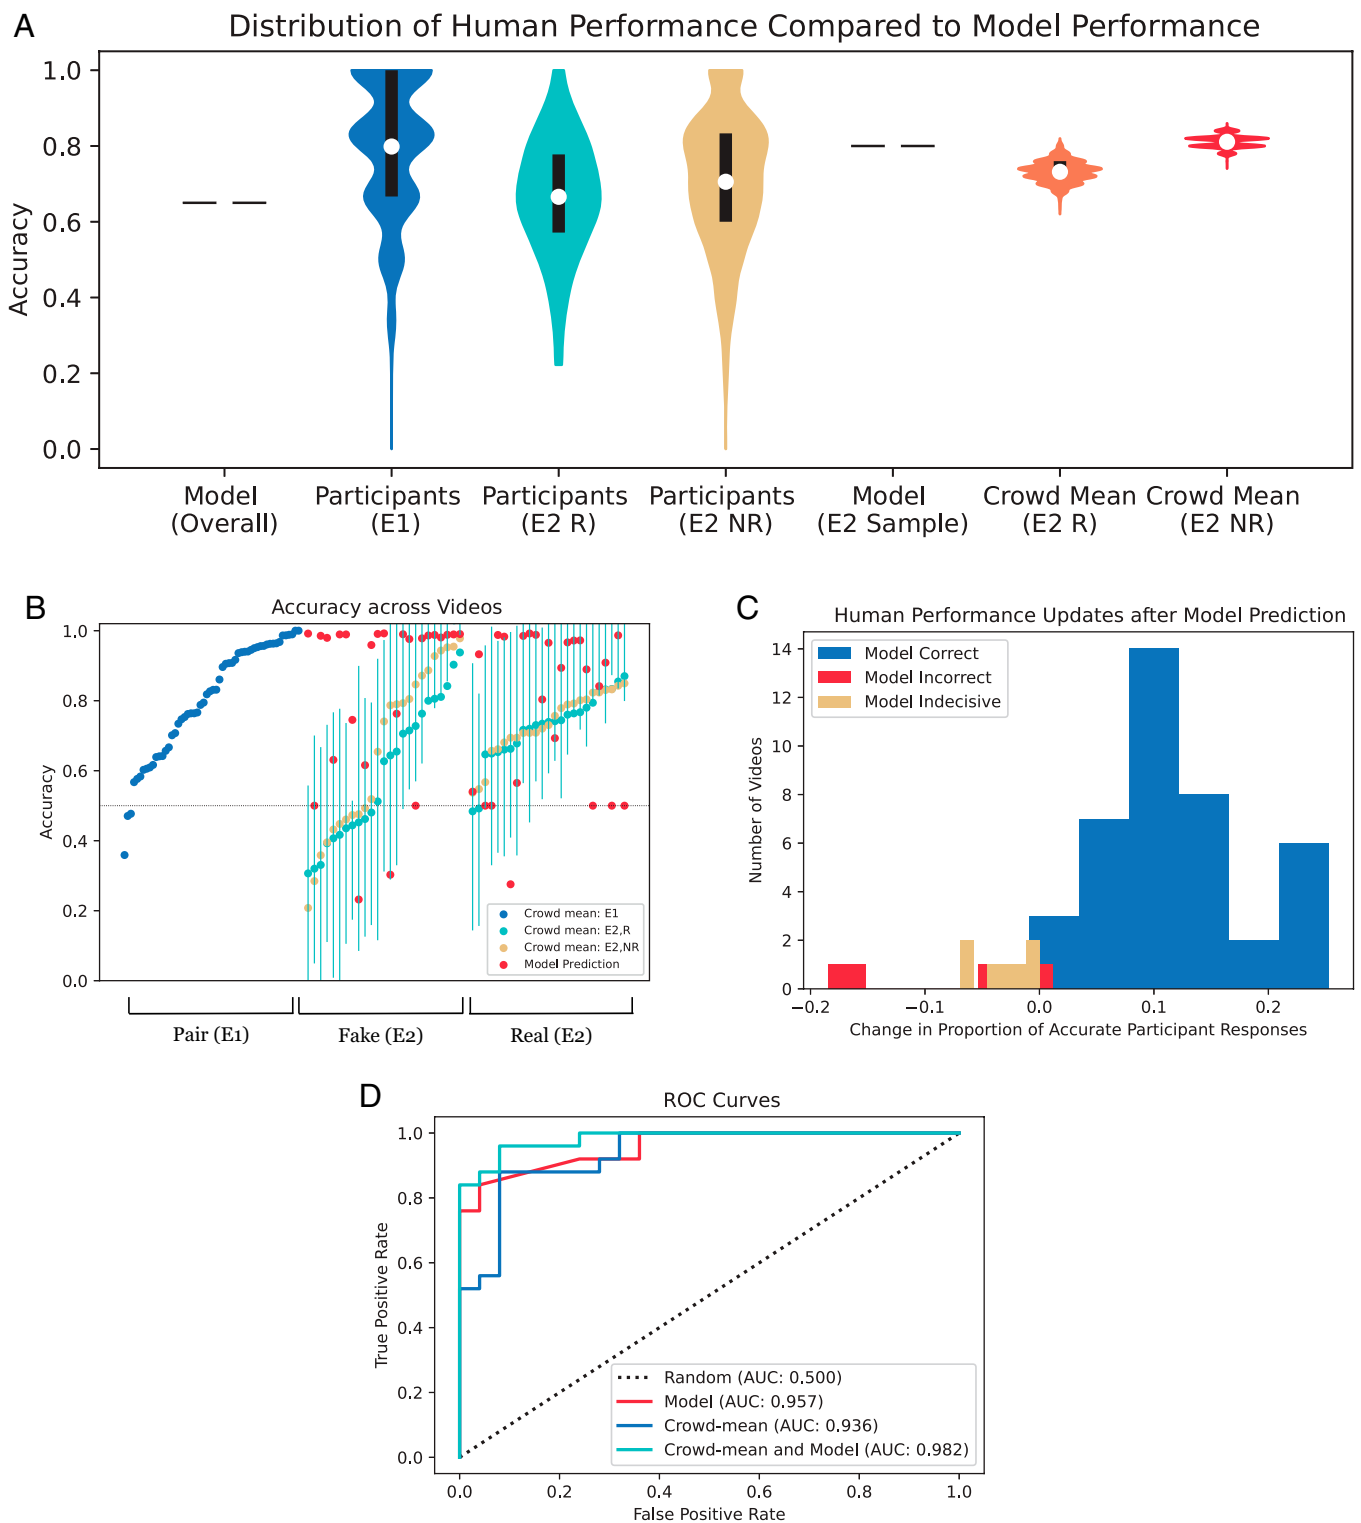 A
Distribution of Human Performance Compared to Model Performance
Accuracy
1.0
0.8
0.6
0.4
0.2
0.0
Model
(Overall)
Participants
(E1)
Participants
(E2 R)
Participants
(E2 NR)
Model
(E2 Sample)
Crowd Mean
(E2 R)
Crowd Mean
(E2 NR)
B
Accuracy across Videos
Accuracy
1.0
0.8
0.6
0.4
0.2
0.0
Crowd mean: E1
Crowd mean: E2,R
Crowd mean: E2,NR
Model Prediction
Pair (E1)
Fake (E2)
Real (E2)
C
Human Performance Updates after Model Prediction
Number of Videos
14
12
10
8
6
4
2
0
Model Correct
Model Incorrect
Model Indecisive
−0.2
−0.1
0.0
0.1
0.2
Change in Proportion of Accurate Participant Responses
D
ROC Curves
True Positive Rate
1.0
0.8
0.6
0.4
0.2
0.0
Random (AUC: 0.500)
Model (AUC: 0.957)
Crowd-mean (AUC: 0.936)
Crowd-mean and Model (AUC: 0.982)
0.0
0.2
0.4
0.6
0.8
1.0
False Positive Rate